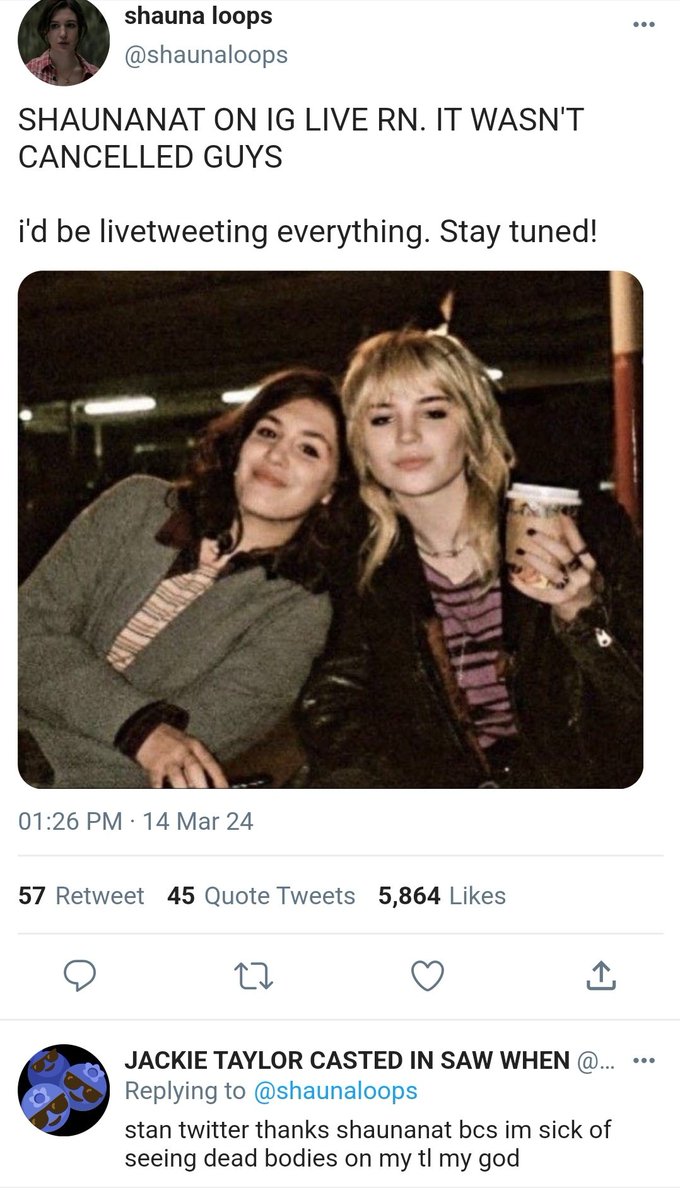 shauna loops
@shaunaloops
SHAUNANAT ON IG LIVE RN. IT WASN'T
CANCELLED GUYS
i'd be livetweeting everything. Stay tuned!
01:26 PM · 14 Mar 24
57 Retweet 45 Quote Tweets 5,864 Likes
JACKIE TAYLOR CASTED IN SAW WHEN @...
Replying to @shaunaloops
stan twitter thanks shaunanat bcs im sick of
seeing dead bodies on my tl my god